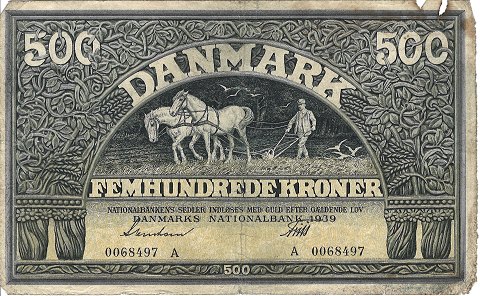 500 500
DANMARK
FEMHUNDREDE KRONER
NATIONALBANKENS SEDLER INDLØSES MED GULD EFTER GÆLDENDE LOV
DANMARKS NATIONALBANK 1939
0068497 A A 0068497
500